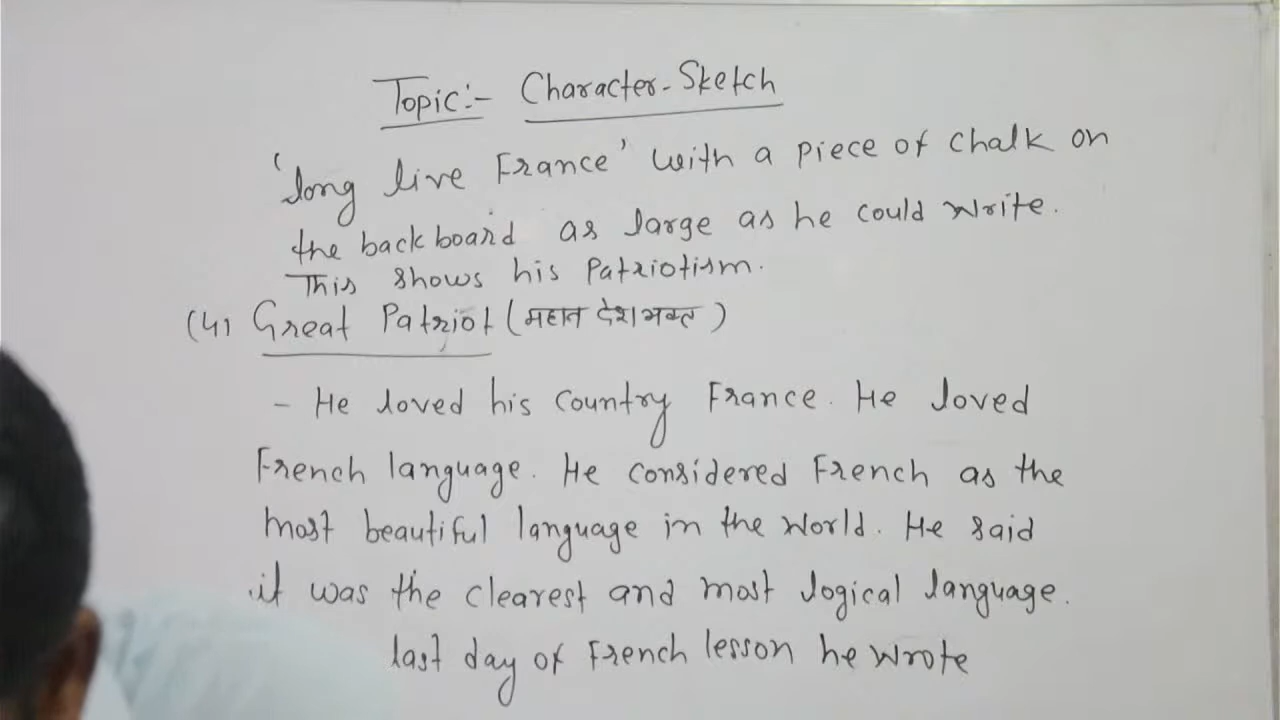 Topic:- Character-Sketch
'long live France' with a piece of chalk on
the backboard as large as he could write.
This shows his Patriotism.
(4) Great Patriot (महान देशभक्त)
- He loved his country France. He loved
French language. He considered French as the
most beautiful language in the world. He said
it was the clearest and most logical language.
last day of French lesson he wrote